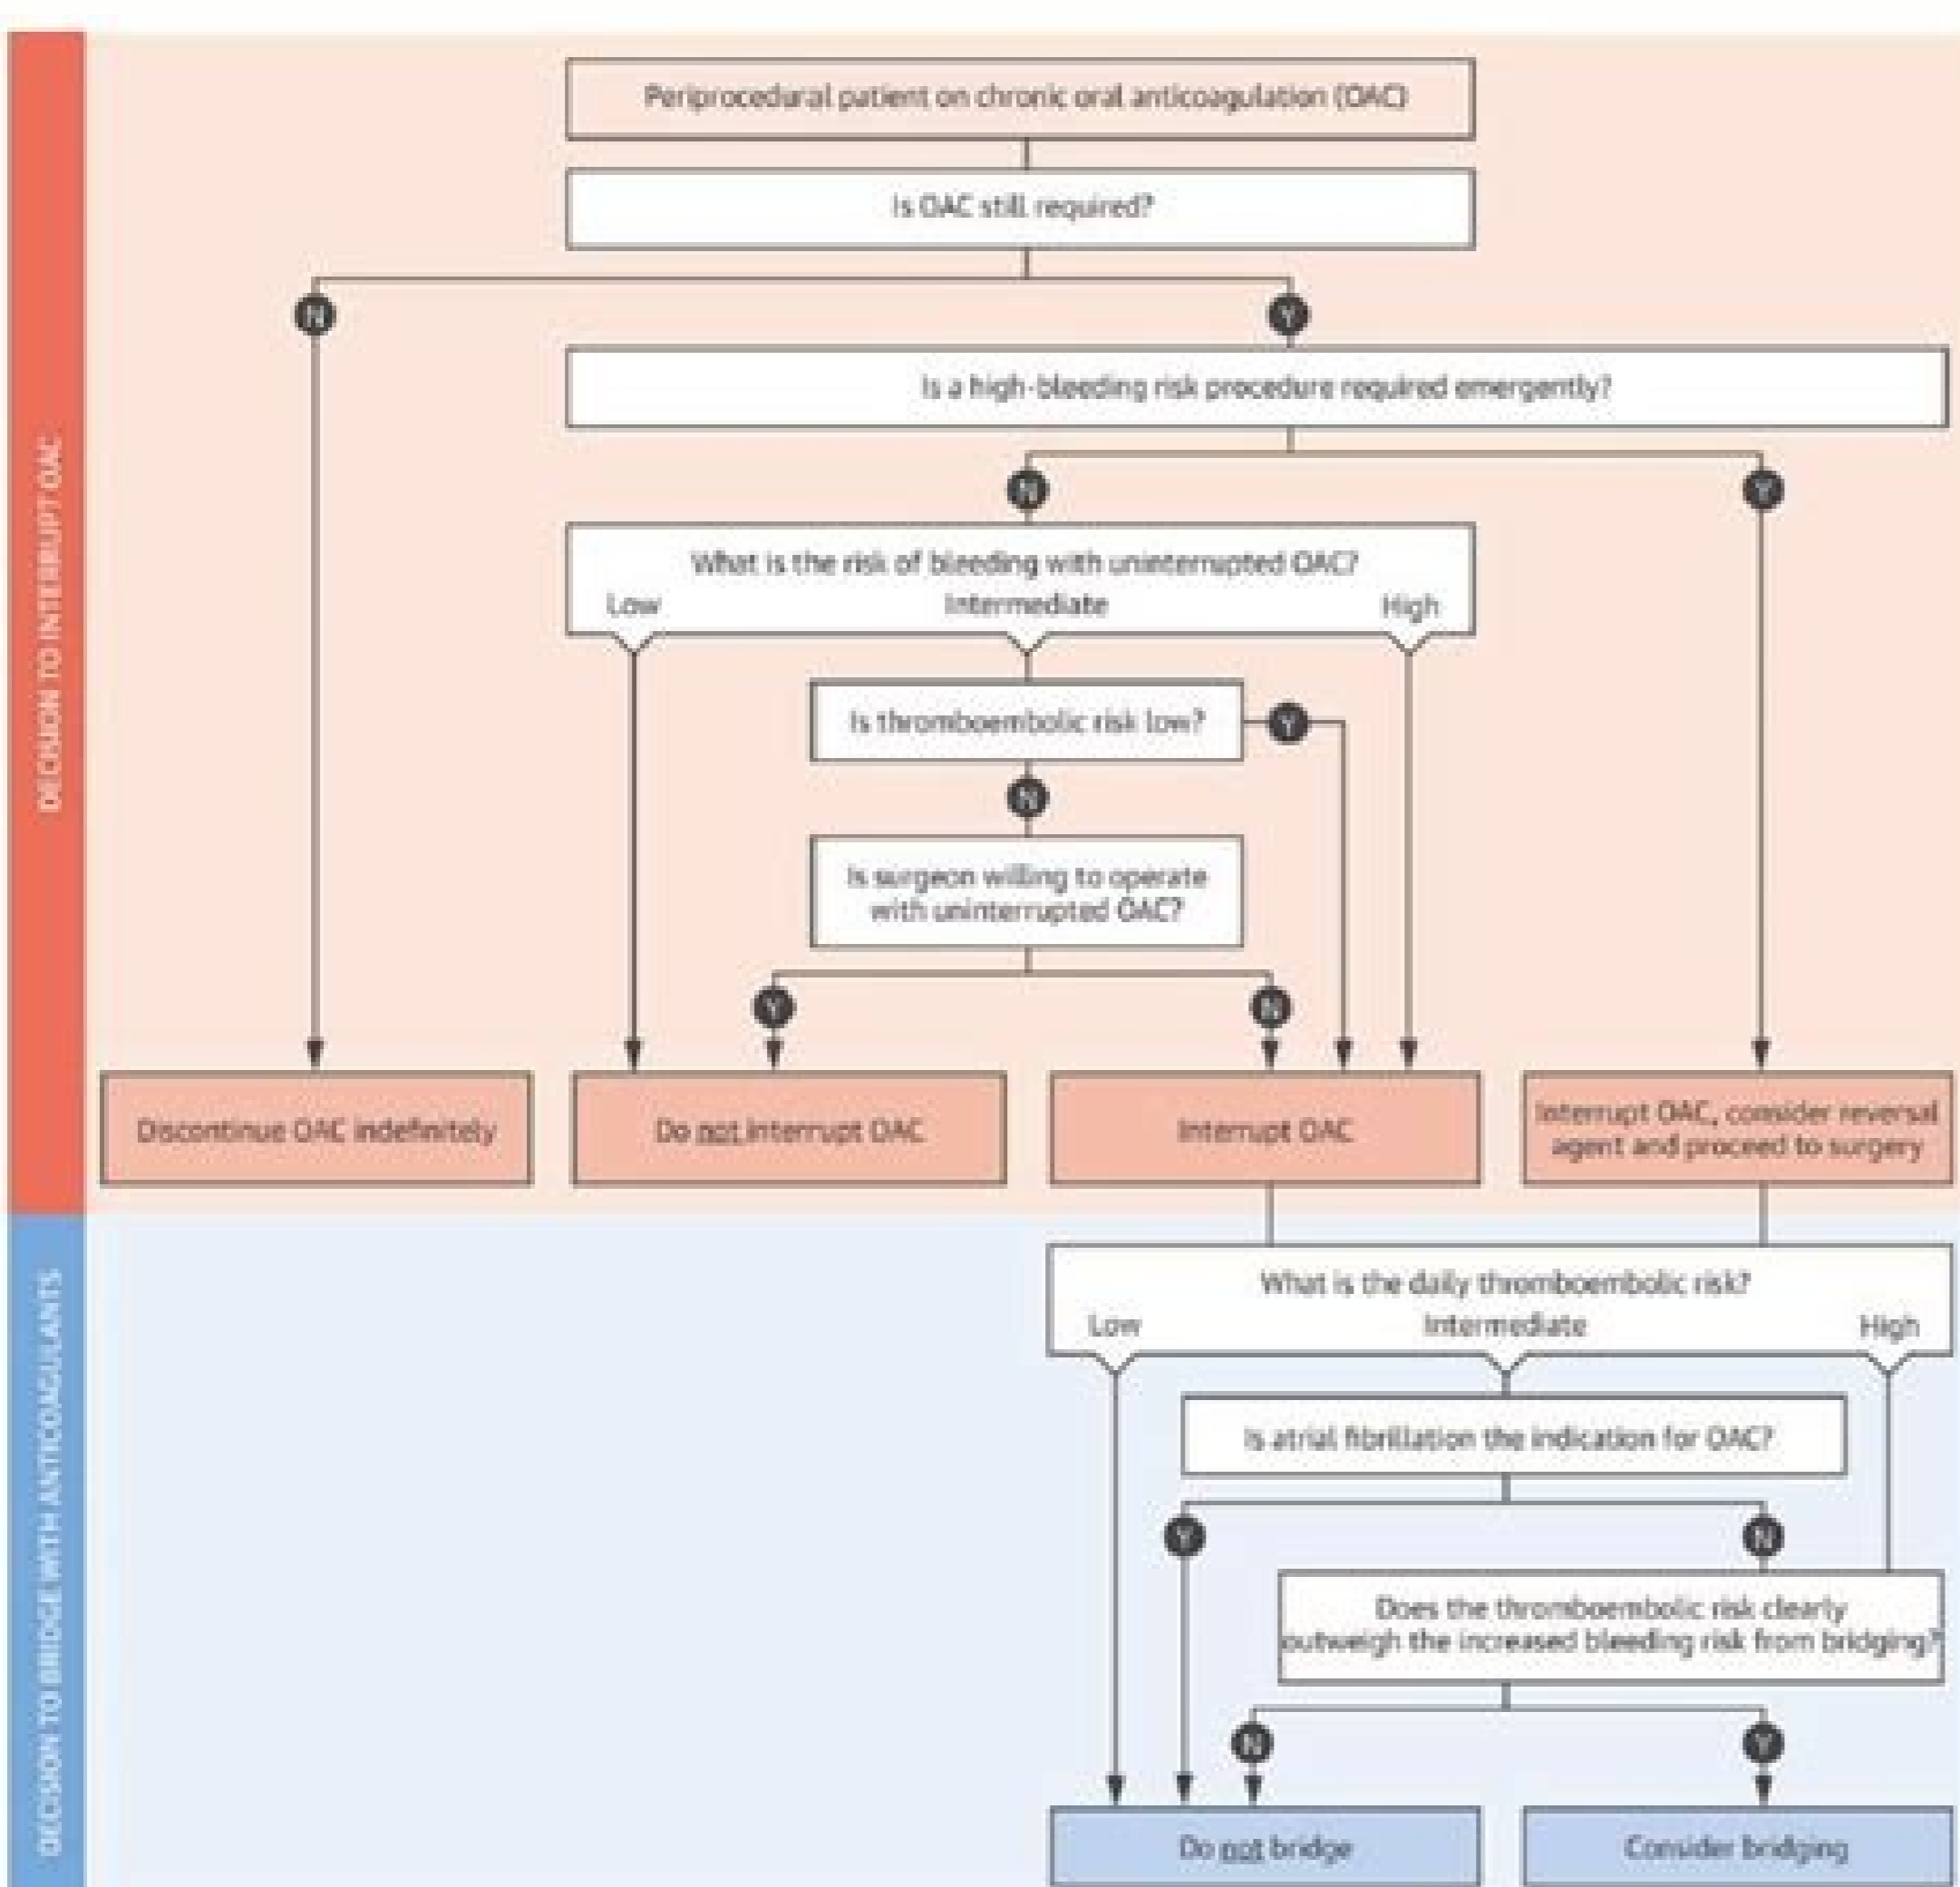 DECISION TO INTERRUPT OAC
Periprocedural patient on chronic oral anticoagulation (OAC)
Is OAC still required?
N
Y
Is a high-bleeding risk procedure required emergently?
N
Y
What is the risk of bleeding with uninterrupted OAC?
Low
Intermediate
High
Is thromboembolic risk low?
Y
N
Is surgeon willing to operate
with uninterrupted OAC?
Y
N
Discontinue OAC indefinitely
Do not interrupt OAC
Interrupt OAC
Interrupt OAC, consider reversal
agent and proceed to surgery
DECISION TO BRIDGE WITH ANTICOAGULANTS
What is the daily thromboembolic risk?
Low
Intermediate
High
Is atrial fibrillation the indication for OAC?
Y
N
Does the thromboembolic risk clearly
outweigh the increased bleeding risk from bridging?
N
Y
Do not bridge
Consider bridging